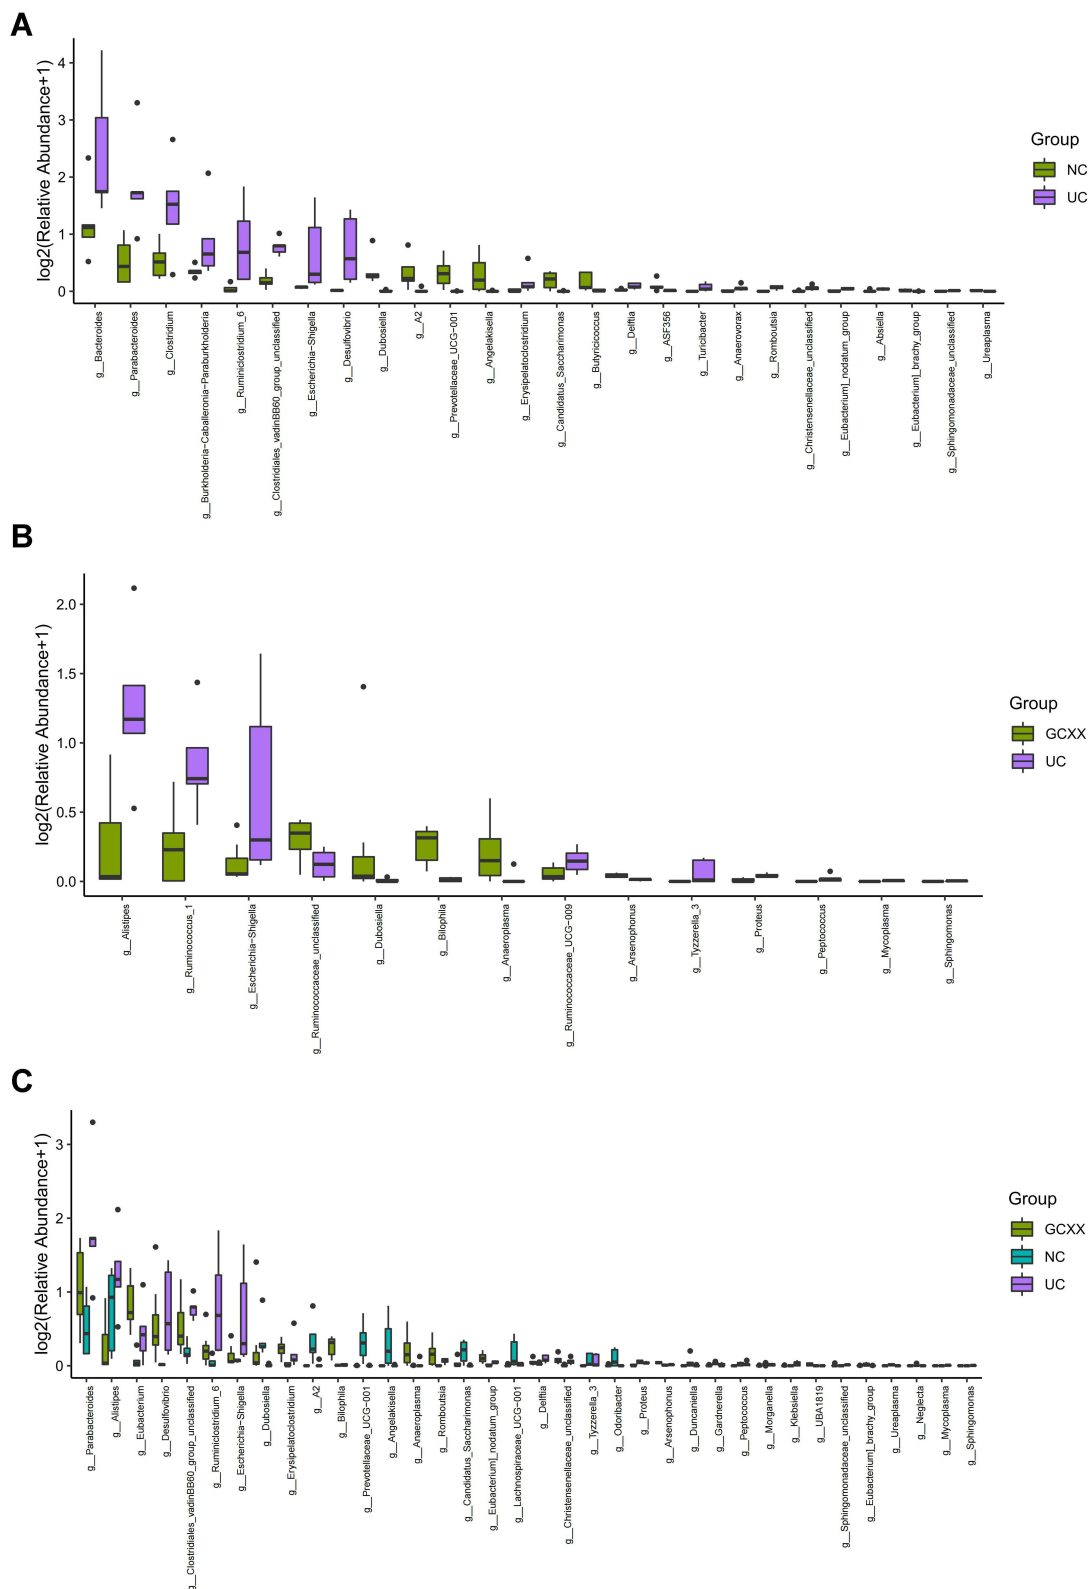 A
log2(Relative Abundance+1)
4
3
2
1
0
g__Bacteroides
g__Parabacteroides
g__Clostridium
g__Burkholderia−Caballeronia−Paraburkholderia
g__Ruminiclostridium_6
g__Clostridiales_vadinBB60_group_unclassified
g__Escherichia−Shigella
g__Desulfovibrio
g__Dubosiella
g__A2
g__Prevotellaceae_UCG−001
g__Angelakisella
g__Erysipelatoclostridium
g__Candidatus_Saccharimonas
g__Butyricicoccus
g__Delftia
g__ASF356
g__Turicibacter
g__Anaerovorax
g__Romboutsia
g__Christensenellaceae_unclassified
g__Eubacterium]_nodatum_group
g__Absiella
g__Eubacterium]_brachy_group
g__Sphingomonadaceae_unclassified
g__Ureaplasma
Group
NC
UC
B
log2(Relative Abundance+1)
2.0
1.5
1.0
0.5
0.0
g__Alistipes
g__Ruminococcus_1
g__Escherichia−Shigella
g__Ruminococcaceae_unclassified
g__Dubosiella
g__Bilophila
g__Anaeroplasma
g__Ruminococcaceae_UCG−009
g__Arsenophonus
g__Tyzzerella_3
g__Proteus
g__Peptococcus
g__Mycoplasma
g__Sphingomonas
Group
GCXX
UC
C
log2(Relative Abundance+1)
3
2
1
0
g__Parabacteroides
g__Alistipes
g__Eubacterium
g__Desulfovibrio
g__Clostridiales_vadinBB60_group_unclassified
g__Ruminiclostridium_6
g__Escherichia−Shigella
g__Dubosiella
g__Erysipelatoclostridium
g__A2
g__Bilophila
g__Prevotellaceae_UCG−001
g__Angelakisella
g__Anaeroplasma
g__Romboutsia
g__Candidatus_Saccharimonas
g__Eubacterium]_nodatum_group
g__Lachnospiraceae_UCG−001
g__Delftia
g__Christensenellaceae_unclassified
g__Tyzzerella_3
g__Odoribacter
g__Proteus
g__Arsenophonus
g__Duncaniella
g__Gardnerella
g__Peptococcus
g__Morganella
g__Klebsiella
g__UBA1819
g__Sphingomonadaceae_unclassified
g__Eubacterium]_brachy_group
g__Ureaplasma
g__Neglecta
g__Mycoplasma
g__Sphingomonas
Group
GCXX
NC
UC